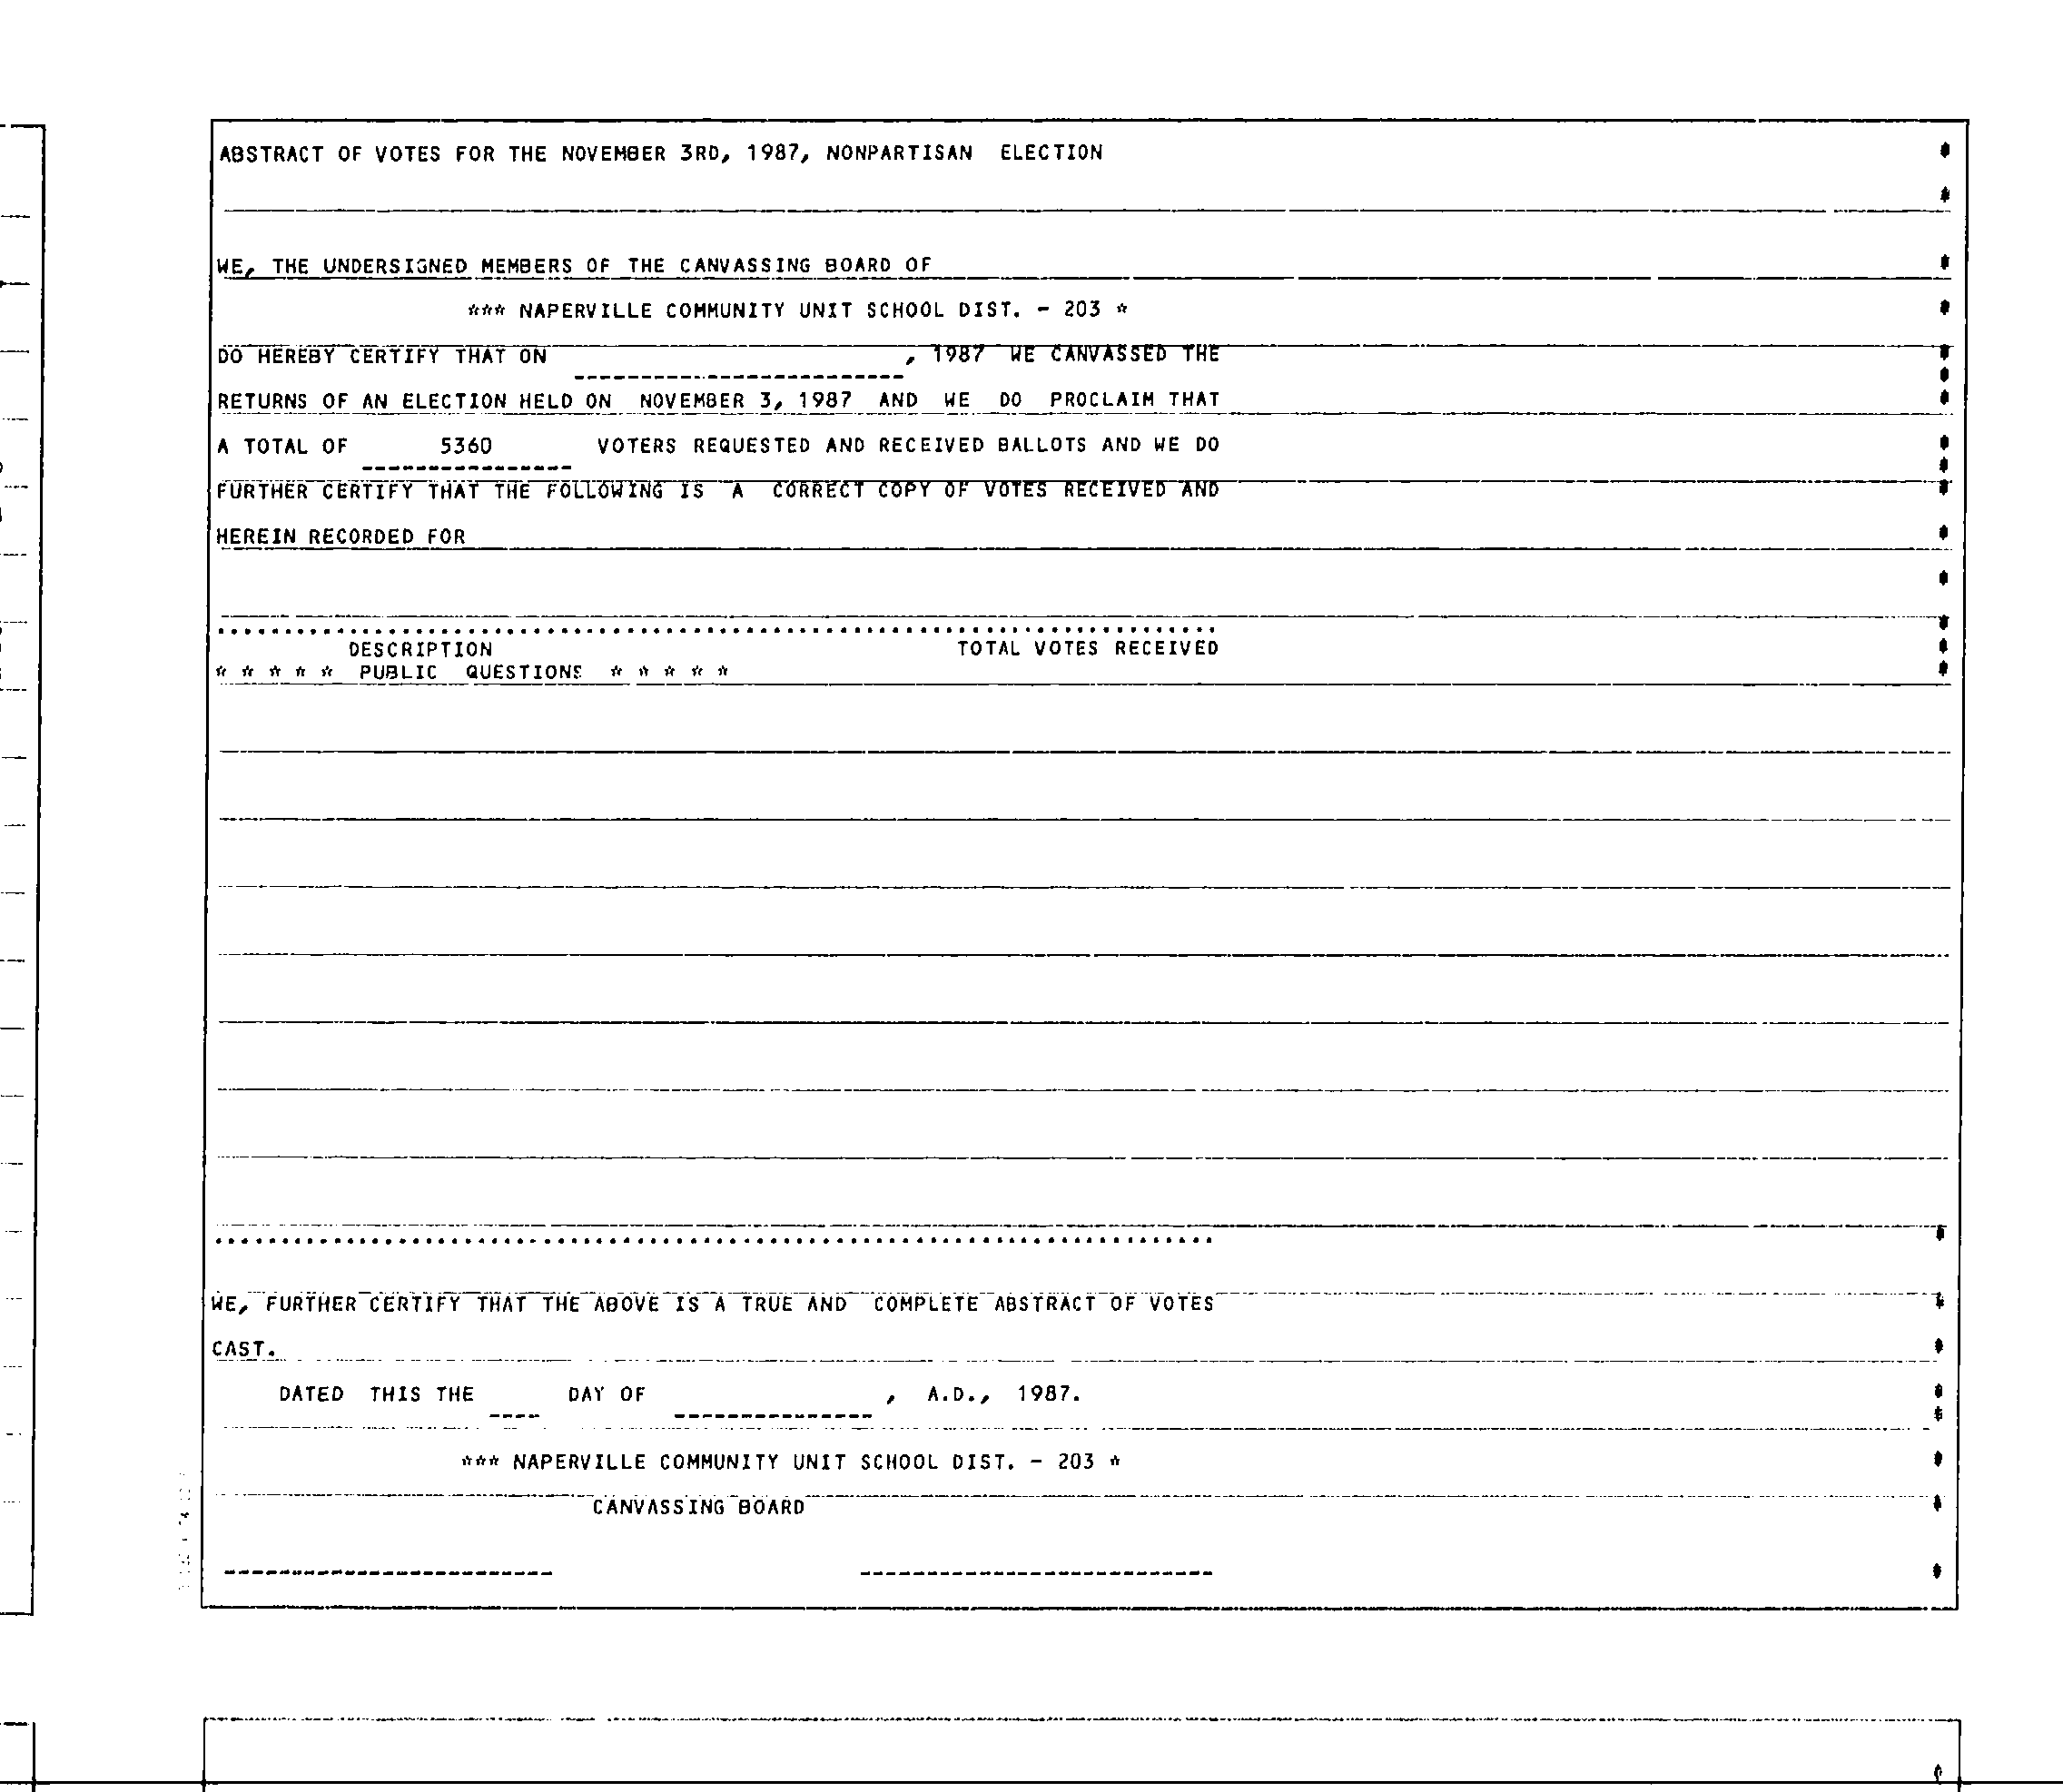 ABSTRACT OF VOTES FOR THE NOVEMBER 3RD, 1987, NONPARTISAN ELECTION
WE, THE UNDERSIGNED MEMBERS OF THE CANVASSING BOARD OF
*** NAPERVILLE COMMUNITY UNIT SCHOOL DIST. - 203 *
DO HEREBY CERTIFY THAT ON _________________________, 1987 WE CANVASSED THE
RETURNS OF AN ELECTION HELD ON NOVEMBER 3, 1987 AND WE DO PROCLAIM THAT
A TOTAL OF 5360 VOTERS REQUESTED AND RECEIVED BALLOTS AND WE DO
FURTHER CERTIFY THAT THE FOLLOWING IS A CORRECT COPY OF VOTES RECEIVED AND
HEREIN RECORDED FOR
DESCRIPTION TOTAL VOTES RECEIVED
* * * * * PUBLIC QUESTIONS * * * * *
WE, FURTHER CERTIFY THAT THE ABOVE IS A TRUE AND COMPLETE ABSTRACT OF VOTES
CAST.
DATED THIS THE ____ DAY OF _______________, A.D., 1987.
*** NAPERVILLE COMMUNITY UNIT SCHOOL DIST. - 203 *
CANVASSING BOARD